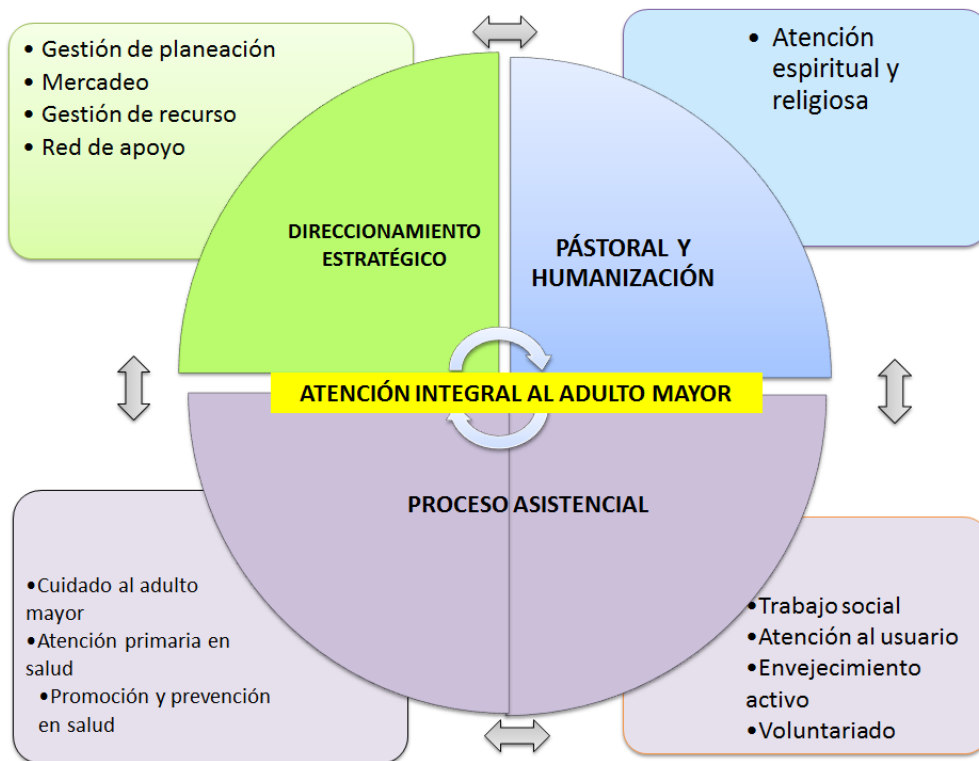 • Gestión de planeación
• Mercadeo
• Gestión de recurso
• Red de apoyo
• Atención
espiritual y
religiosa
DIRECCIONAMIENTO
ESTRATÉGICO
PÁSTORAL Y
HUMANIZACIÓN
ATENCIÓN INTEGRAL AL ADULTO MAYOR
PROCESO ASISTENCIAL
•Cuidado al adulto
mayor
•Atención primaria en
salud
•Promoción y prevención
en salud
•Trabajo social
•Atención al usuario
•Envejecimiento
activo
•Voluntariado